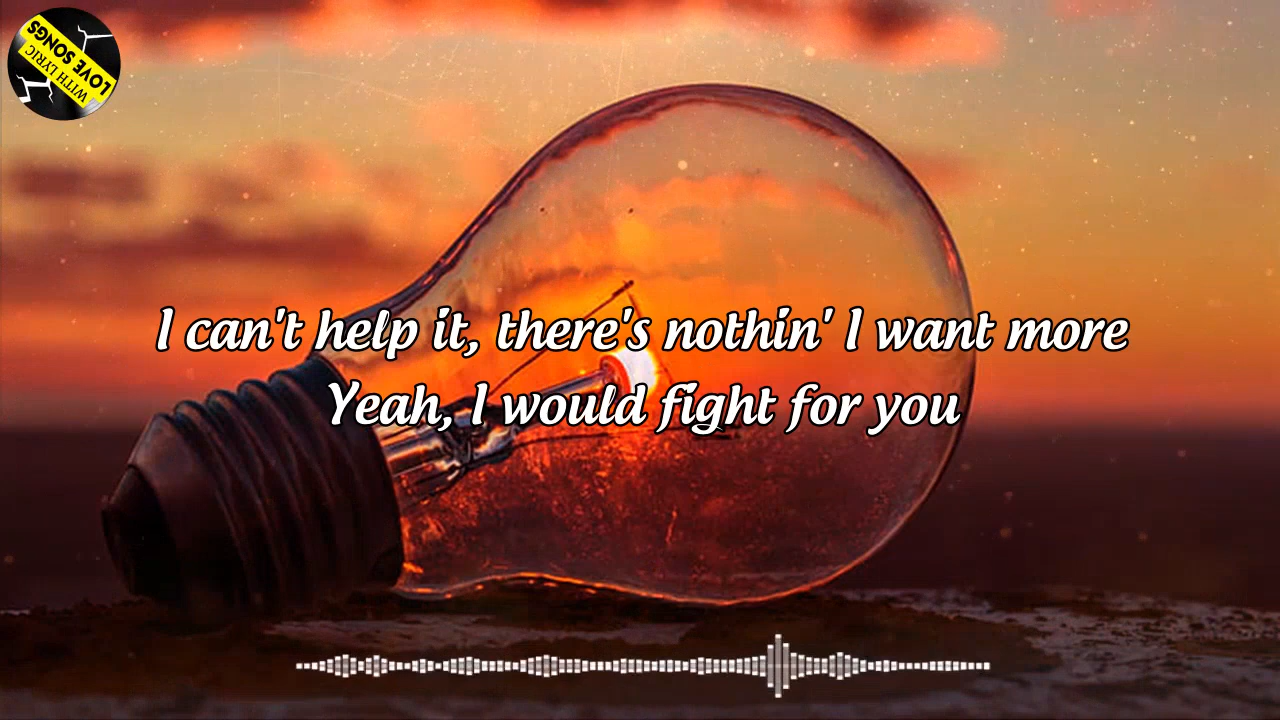 LOVE SONGS
WITH LYRIC
I can't help it, there's nothin' I want more
Yeah, I would fight for you